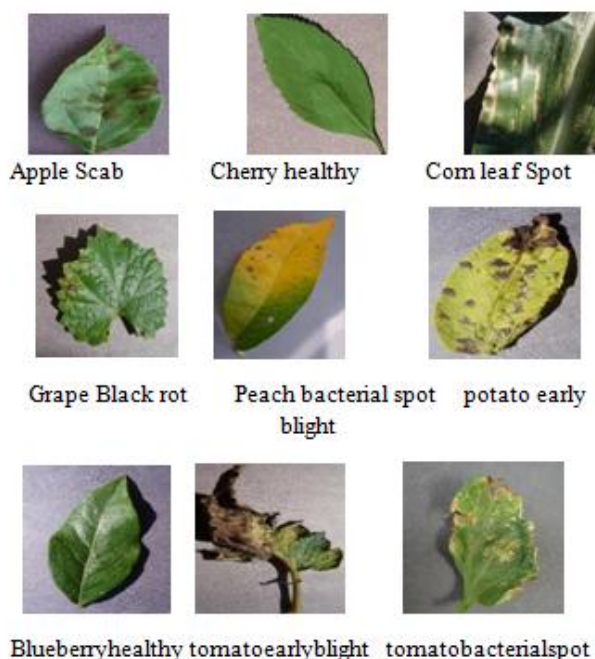 Apple Scab Cherry healthy Corn leaf Spot
Grape Black rot Peach bacterial spot potato early
blight
Blueberryhealthy tomatoearlyblight tomatobacterialspot